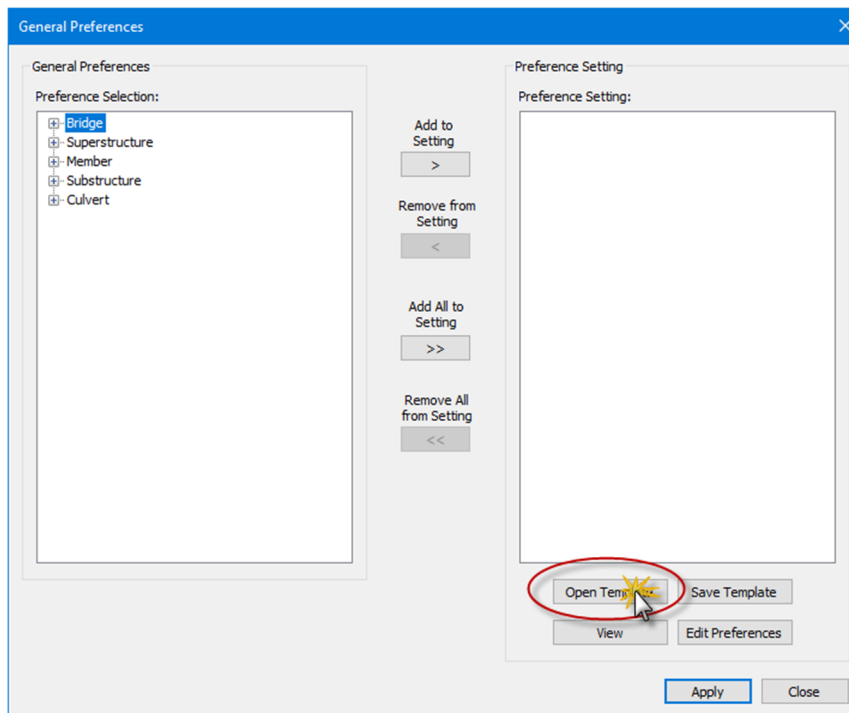 General Preferences
General Preferences
Preference Selection:
Bridge
Superstructure
Member
Substructure
Culvert
Add to
Setting
>
Remove from
Setting
<
Add All to
Setting
>>
Remove All
from Setting
<<
Preference Setting
Preference Setting:
Open Save Template
View Edit Preferences
Apply Close